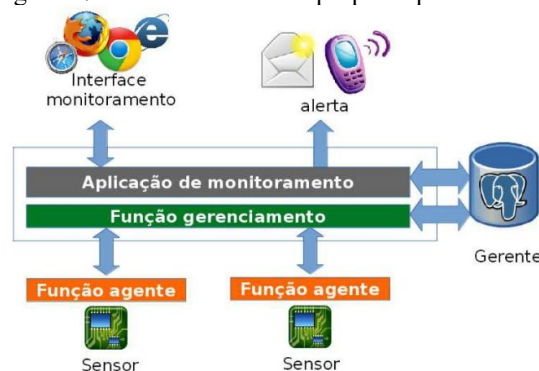 Interface
monitoramento
alerta
Aplicação de monitoramento
Função gerenciamento
Gerente
Função agente
Função agente
Sensor
Sensor